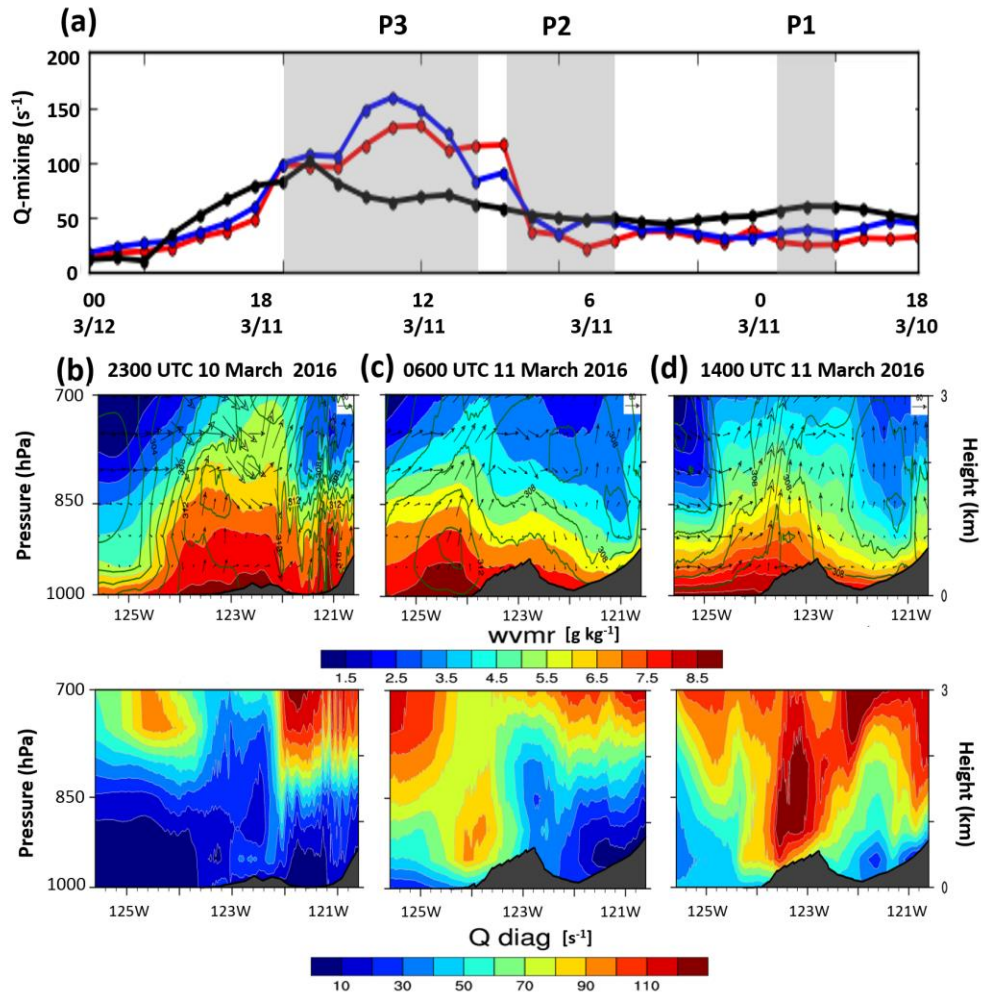 (a) P3 P2 P1
Q-mixing (s⁻¹)
200
150
100
50
0
00 18 12 6 0 18
3/12 3/11 3/11 3/11 3/11 3/10
(b) 2300 UTC 10 March 2016 (c) 0600 UTC 11 March 2016 (d) 1400 UTC 11 March 2016
Pressure (hPa)
700
850
1000
3
0
Height (km)
125W 123W 121W 125W 123W 121W 125W 123W 121W
wvmr [g kg⁻¹]
1.5 2.5 3.5 4.5 5.5 6.5 7.5 8.5
Pressure (hPa)
700
850
1000
3
0
Height (km)
125W 123W 121W 125W 123W 121W 125W 123W 121W
Q diag [s⁻¹]
10 30 50 70 90 110